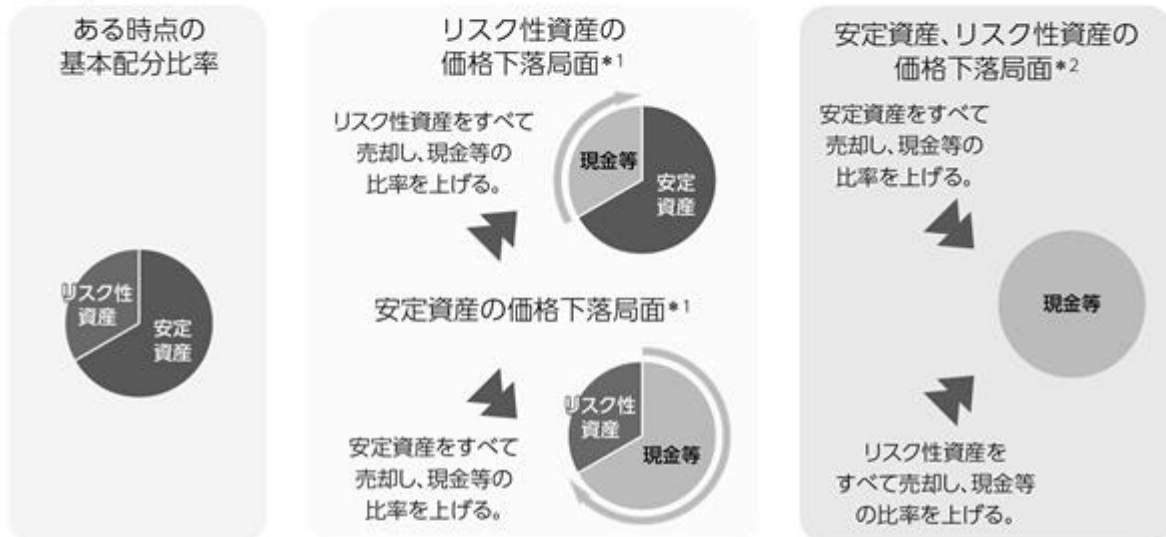 ある時点の
基本配分比率
リスク性
資産
安定
資産
リスク性資産の
価格下落局面*1
リスク性資産をすべて
売却し、現金等の
比率を上げる。
現金等
安定
資産
安定資産の価格下落局面*1
リスク性
資産
現金等
安定資産をすべて
売却し、現金等の
比率を上げる。
安定資産、リスク性資産の
価格下落局面*2
安定資産をすべて
売却し、現金等の
比率を上げる。
現金等
リスク性資産を
すべて売却し、現金等
の比率を上げる。